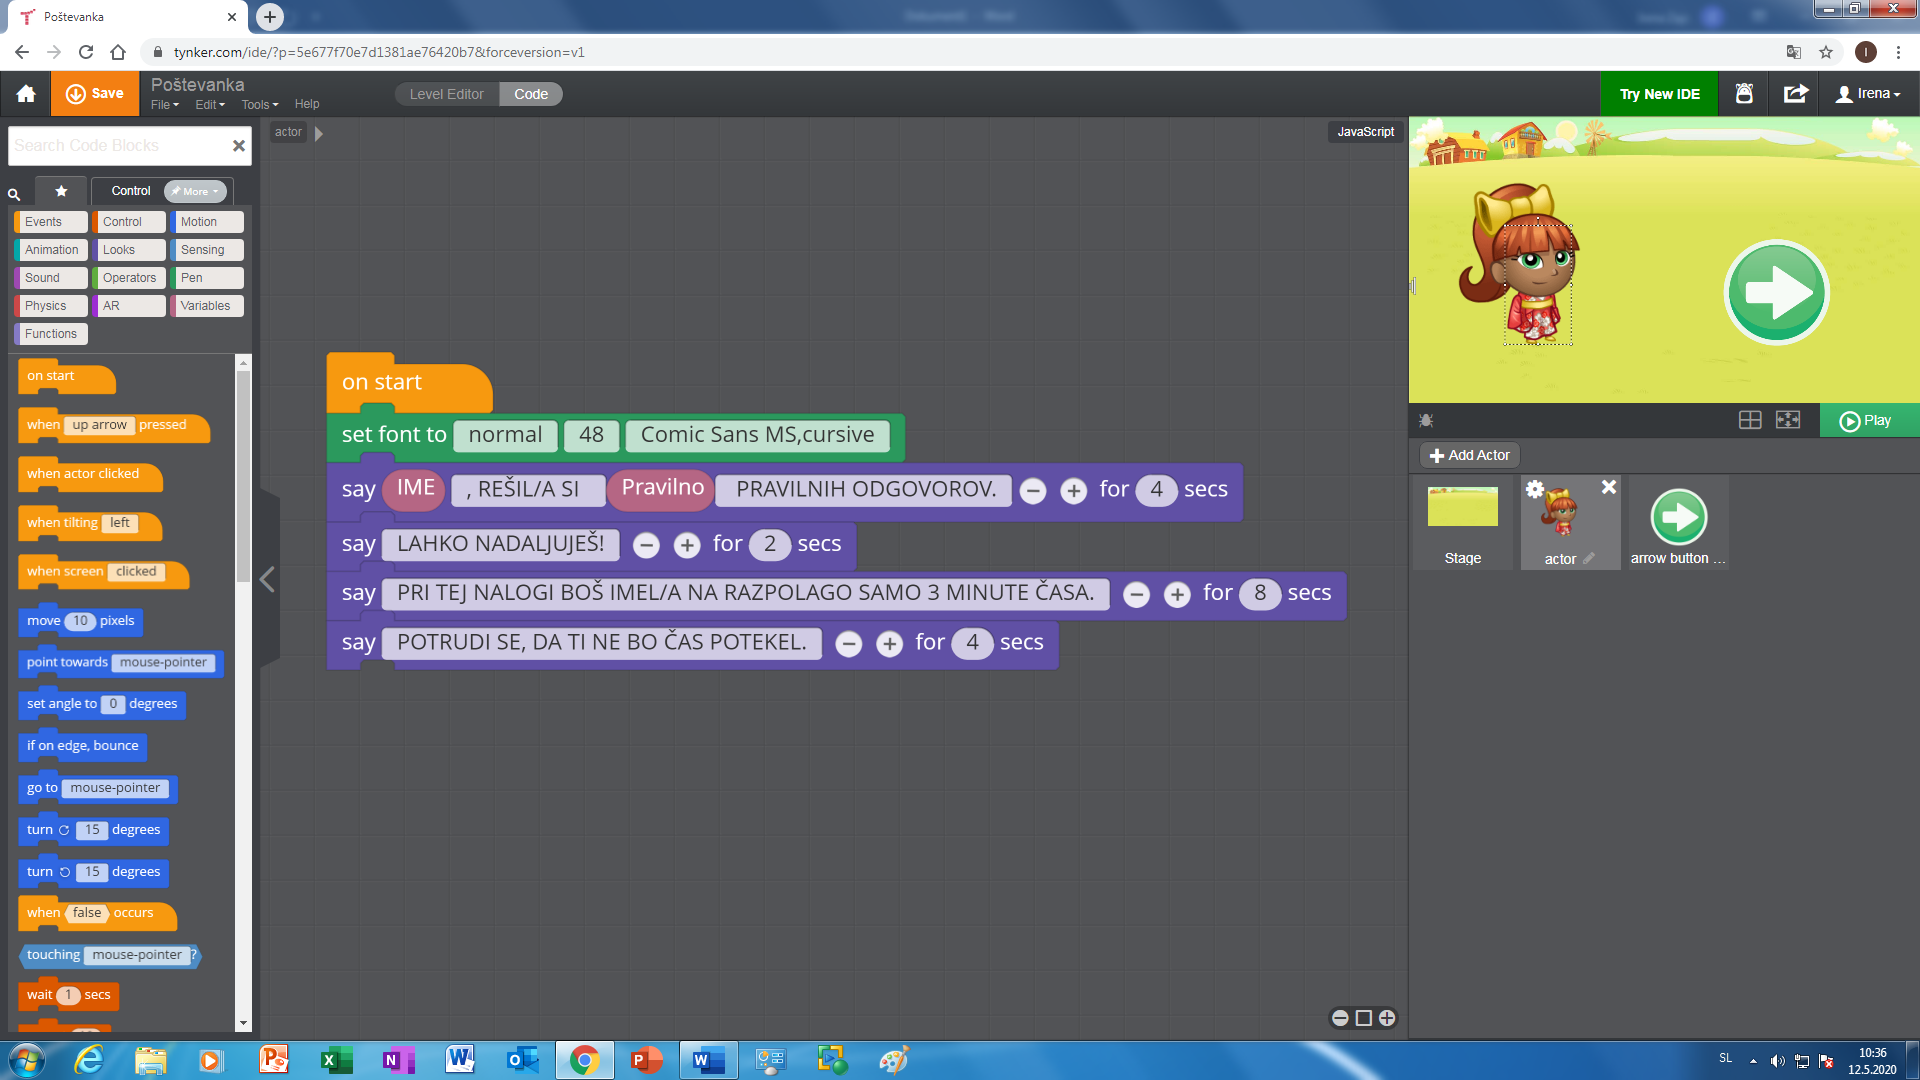 Poštevanka
tynker.com/ide/?p=5e677f70e7d1381ae76420b7&forceversion=v1
I
Save
Poštevanka
File Edit Tools Help
Level Editor Code
Try New IDE
Irena
Search Code Blocks
Control More
Events Control Motion
Animation Looks Sensing
Sound Operators Pen
Physics AR Variables
Functions
on start
when up arrow pressed
when actor clicked
when tilting left
when screen clicked
move 10 pixels
point towards mouse-pointer
set angle to 0 degrees
if on edge, bounce
go to mouse-pointer
turn 15 degrees
turn 15 degrees
when false occurs
touching mouse-pointer ?
wait 1 secs
actor
JavaScript
on start
set font to normal 48 Comic Sans MS,cursive
say IME , REŠIL/A SI Pravilno PRAVILNIH ODGOVOROV. − + for 4 secs
say LAHKO NADALJUJEŠ! − + for 2 secs
say PRI TEJ NALOGI BOŠ IMEL/A NA RAZPOLAGO SAMO 3 MINUTE ČASA. − + for 8 secs
say POTRUDI SE, DA TI NE BO ČAS POTEKEL. − + for 4 secs
Play
Add Actor
Stage actor arrow button ...
SL
10:36
12.5.2020